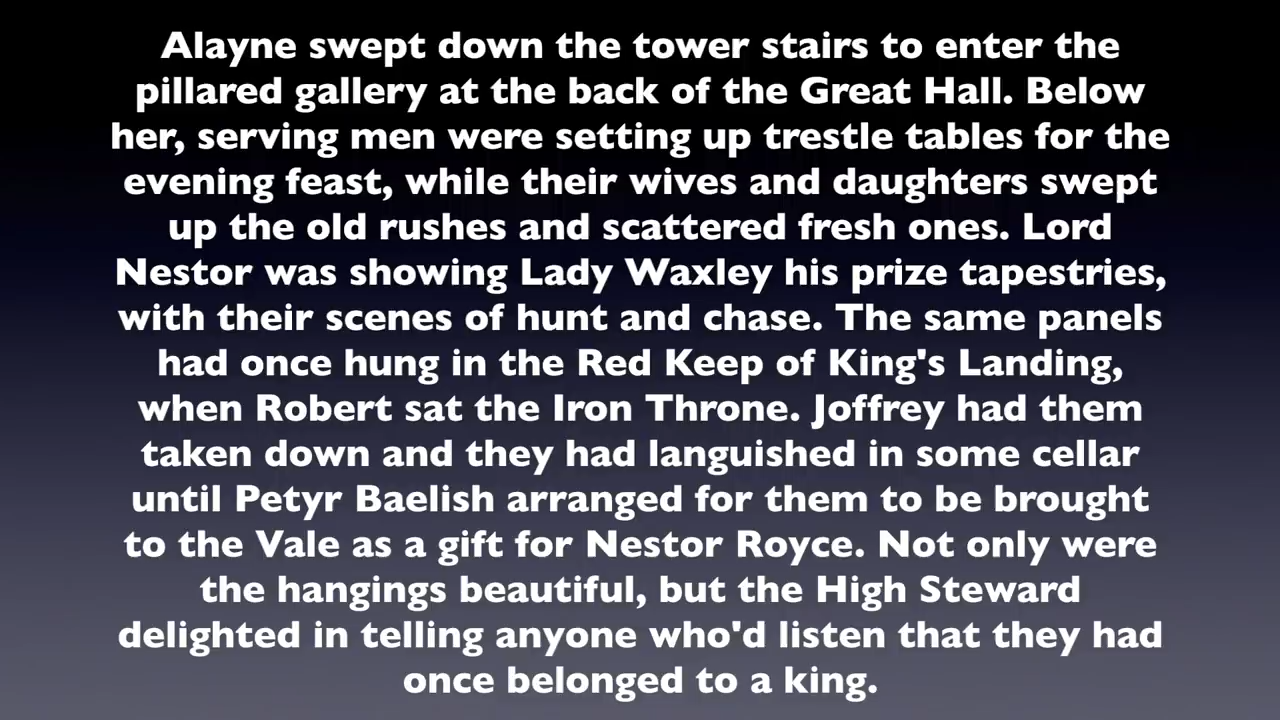 Alayne swept down the tower stairs to enter the
pillared gallery at the back of the Great Hall. Below
her, serving men were setting up trestle tables for the
evening feast, while their wives and daughters swept
up the old rushes and scattered fresh ones. Lord
Nestor was showing Lady Waxley his prize tapestries,
with their scenes of hunt and chase. The same panels
had once hung in the Red Keep of King's Landing,
when Robert sat the Iron Throne. Joffrey had them
taken down and they had languished in some cellar
until Petyr Baelish arranged for them to be brought
to the Vale as a gift for Nestor Royce. Not only were
the hangings beautiful, but the High Steward
delighted in telling anyone who'd listen that they had
once belonged to a king.